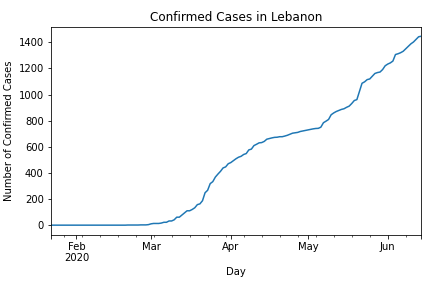 Confirmed Cases in Lebanon
Number of Confirmed Cases
1400
1200
1000
800
600
400
200
0
Feb Mar Apr May Jun
2020
Day